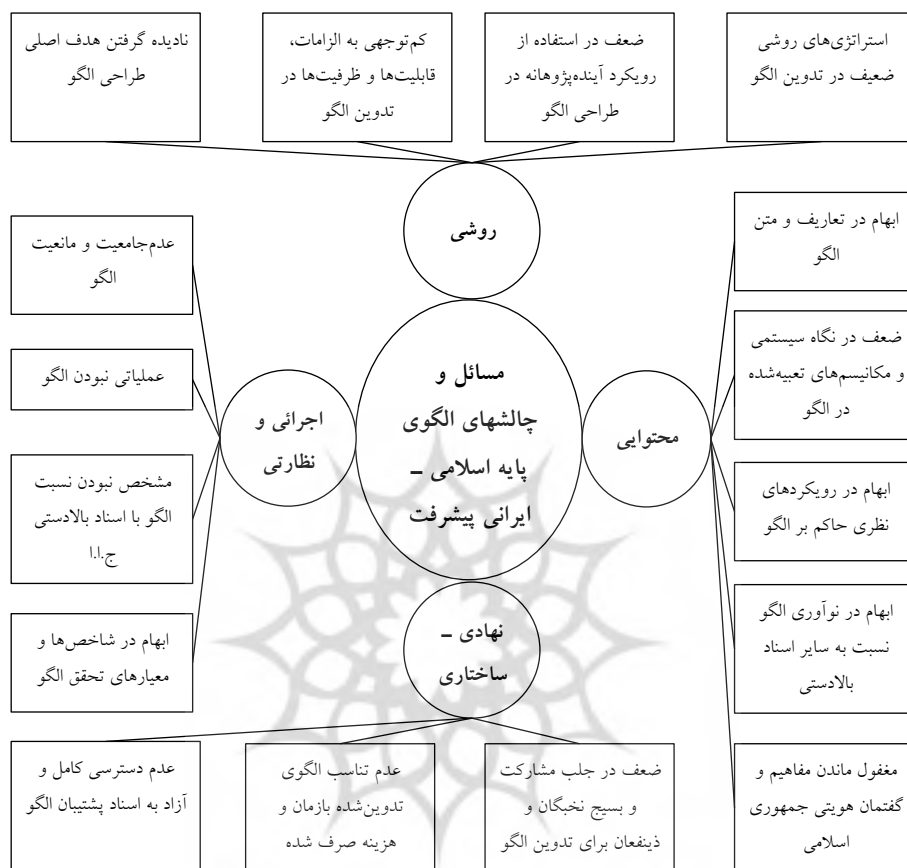 استراتژی‌های روشی
ضعیف در تدوین الگو
ضعف در استفاده از
رویکرد آینده‌پژوهانه در
طراحی الگو
کم‌توجهی به الزامات،
قابلیت‌ها و ظرفیت‌ها در
تدوین الگو
نادیده گرفتن هدف اصلی
طراحی الگو
روشی
ابهام در تعاریف و متن
الگو
ضعف در نگاه سیستمی
و مکانیسم‌های تعبیه‌شده
در الگو
ابهام در رویکردهای
نظری حاکم بر الگو
ابهام در نوآوری الگو
نسبت به سایر اسناد
بالادستی
مغفول ماندن مفاهیم و
گفتمان هویتی جمهوری
اسلامی
محتوایی
مسائل و
چالشهای الگوی
پایه اسلامی –
ایرانی پیشرفت
اجرائی و
نظارتی
عدم‌جامعیت و مانعیت
الگو
عملیاتی نبودن الگو
مشخص نبودن نسبت
الگو با اسناد بالادستی
ج.ا.ا
ابهام در شاخص‌ها و
معیارهای تحقق الگو
نهادی –
ساختاری
ضعف در جلب مشارکت
و بسیج نخبگان و
ذینفعان برای تدوین الگو
عدم تناسب الگوی
تدوین‌شده بازمان و
هزینه صرف شده
عدم دسترسی کامل و
آزاد به اسناد پشتیبان الگو